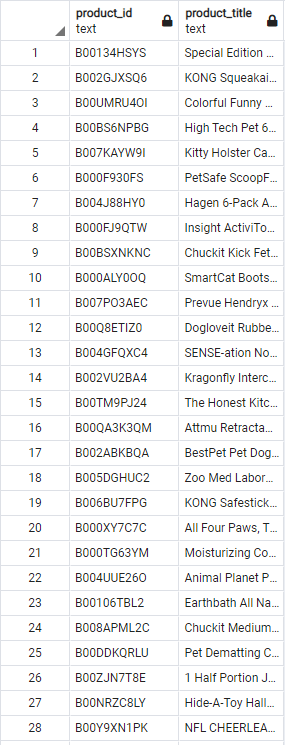 product_id product_title
text text
1 B00134HSYS Special Edition ...
2 B002GJXSQ6 KONG Squeakai...
3 B00UMRU4OI Colorful Funny ...
4 B00BS6NPBG High Tech Pet 6...
5 B007KAYW9I Kitty Holster Ca...
6 B000F930FS PetSafe ScoopF...
7 B004J88HY0 Hagen 6-Pack A...
8 B000FJ9QTW Insight ActiviTo...
9 B00BSXNKNC Chuckit Kick Fet...
10 B000ALY0OQ SmartCat Boots...
11 B007PO3AEC Prevue Hendryx ...
12 B00Q8ETIZ0 Dogloveit Rubbe...
13 B004GFQXC4 SENSE-ation No...
14 B002VU2BA4 Kragonfly Interc...
15 B00TM9PJ24 The Honest Kitc...
16 B00QA3K3QM Attmu Retracta...
17 B002ABKBQA BestPet Pet Dog...
18 B005DGHUC2 Zoo Med Labor...
19 B006BU7FPG KONG Safestick...
20 B000XY7C7C All Four Paws, T...
21 B000TG63YM Moisturizing Co...
22 B004UUE26O Animal Planet P...
23 B00106TBL2 Earthbath All Na...
24 B008APML2C Chuckit Medium...
25 B00DDKQRLU Pet Dematting C...
26 B00ZJN7T8E 1 Half Portion J...
27 B00NRZC8LY Hide-A-Toy Hall...
28 B00Y9XN1PK NFL CHEERLEA...